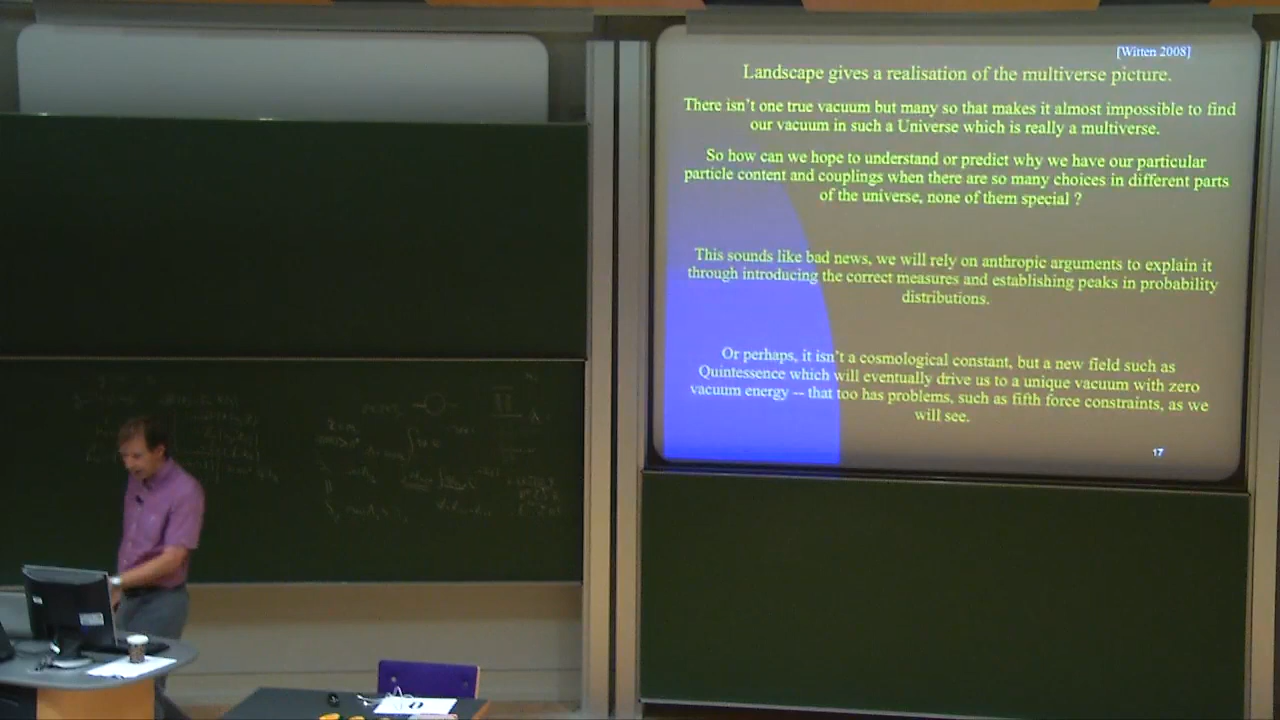 [Witten 2008]
Landscape gives a realisation of the multiverse picture.
There isn't one true vacuum but many so that makes it almost impossible to find
our vacuum in such a Universe which is really a multiverse.
So how can we hope to understand or predict why we have our particular
particle content and couplings when there are so many choices in different parts
of the universe, none of them special ?
This sounds like bad news, we will rely on anthropic arguments to explain it
through introducing the correct measures and establishing peaks in probability
distributions.
Or perhaps, it isn't a cosmological constant, but a new field such as
Quintessence which will eventually drive us to a unique vacuum with zero
vacuum energy -- that too has problems, such as fifth force constraints, as we
will see.
17